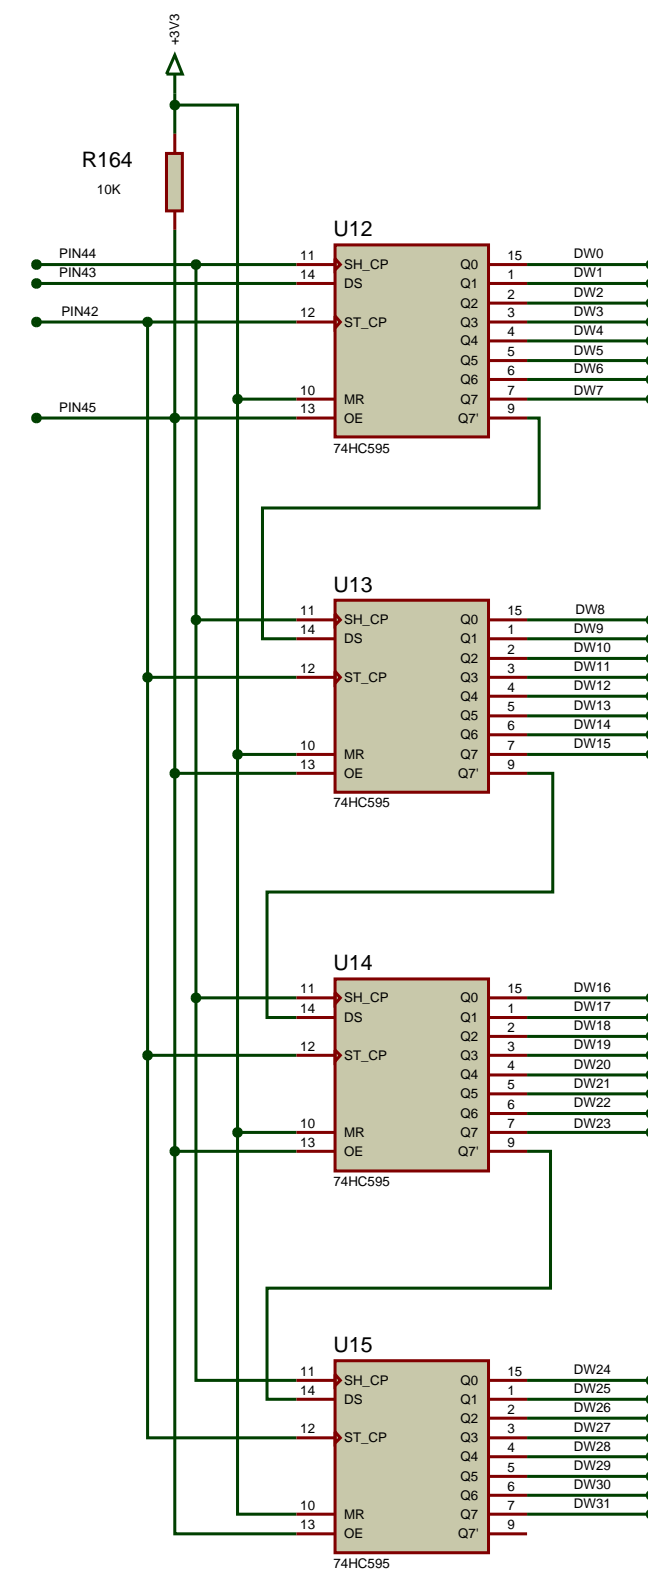 +3V3
R164
10K
U12
PIN44 11 SH_CP Q0 15 DW0
PIN43 14 DS Q1 1 DW1
Q2 2 DW2
PIN42 12 ST_CP Q3 3 DW3
Q4 4 DW4
Q5 5 DW5
Q6 6 DW6
10 MR Q7 7 DW7
PIN45 13 OE Q7' 9
74HC595
U13
11 SH_CP Q0 15 DW8
14 DS Q1 1 DW9
Q2 2 DW10
12 ST_CP Q3 3 DW11
Q4 4 DW12
Q5 5 DW13
Q6 6 DW14
10 MR Q7 7 DW15
13 OE Q7' 9
74HC595
U14
11 SH_CP Q0 15 DW16
14 DS Q1 1 DW17
Q2 2 DW18
12 ST_CP Q3 3 DW19
Q4 4 DW20
Q5 5 DW21
Q6 6 DW22
10 MR Q7 7 DW23
13 OE Q7' 9
74HC595
U15
11 SH_CP Q0 15 DW24
14 DS Q1 1 DW25
Q2 2 DW26
12 ST_CP Q3 3 DW27
Q4 4 DW28
Q5 5 DW29
Q6 6 DW30
10 MR Q7 7 DW31
13 OE Q7' 9
74HC595